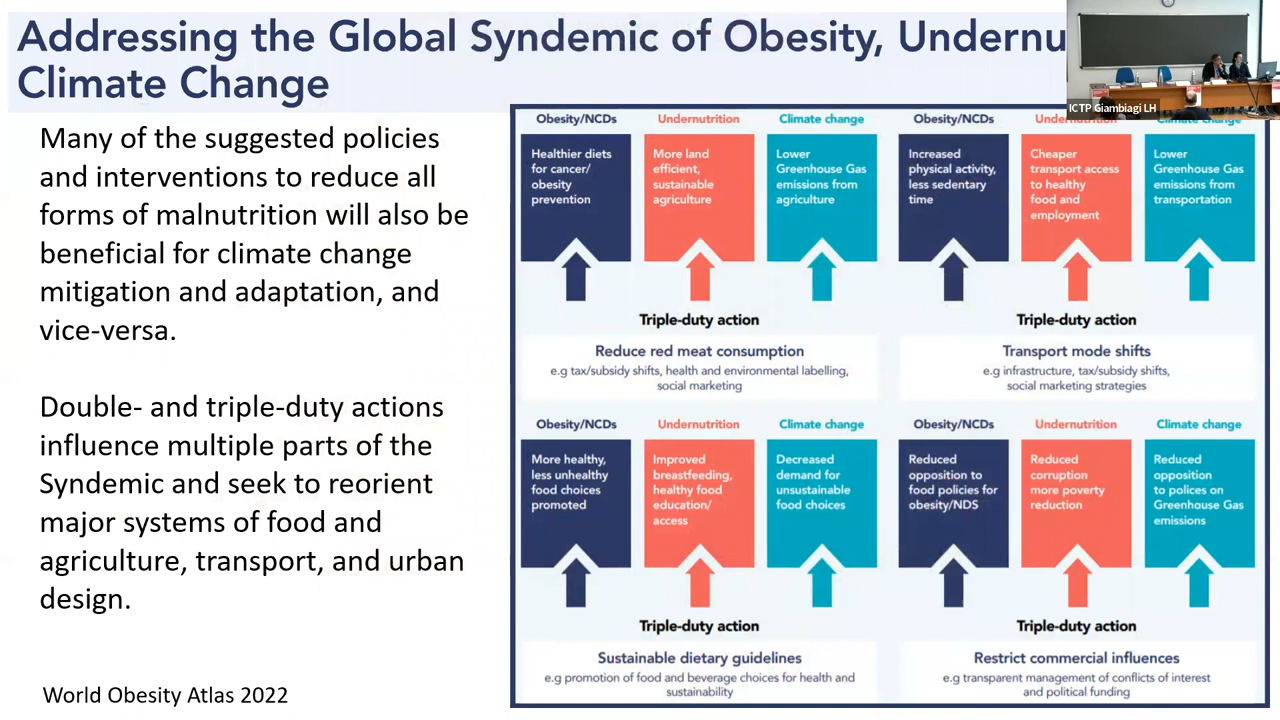 Addressing the Global Syndemic of Obesity,
Climate Change
Many of the suggested policies
and interventions to reduce all
forms of malnutrition will also be
beneficial for climate change
mitigation and adaptation, and
vice-versa.
Double- and triple-duty actions
influence multiple parts of the
Syndemic and seek to reorient
major systems of food and
agriculture, transport, and urban
design.
World Obesity Atlas 2022
ICTP Giambiagi LH
Obesity/NCDs
Undernutrition
Climate change
Healthier diets
for cancer/
obesity
prevention
More land
efficient,
sustainable
agriculture
Lower
Greenhouse Gas
emissions from
agriculture
Triple-duty action
Reduce red meat consumption
e.g tax/subsidy shifts, health and environmental labelling,
social marketing
Obesity/NCDs
Undernutrition
Climate change
Increased
physical activity,
less sedentary
time
Cheaper
transport access
to healthy
food and
employment
Lower
Greenhouse Gas
emissions from
transportation
Triple-duty action
Transport mode shifts
e.g infrastructure, tax/subsidy shifts,
social marketing strategies
Obesity/NCDs
Undernutrition
Climate change
More healthy,
less unhealthy
food choices
promoted
Improved
breastfeeding,
healthy food
education/
access
Decreased
demand for
unsustainable
food choices
Triple-duty action
Sustainable dietary guidelines
e.g promotion of food and beverage choices for health and
sustainability
Obesity/NCDs
Undernutrition
Climate change
Reduced
opposition to
food policies for
obesity/NDS
Reduced
corruption
more poverty
reduction
Reduced
opposition
to polices on
Greenhouse Gas
emissions
Triple-duty action
Restrict commercial influences
e.g transparent management of conflicts of interest
and political funding